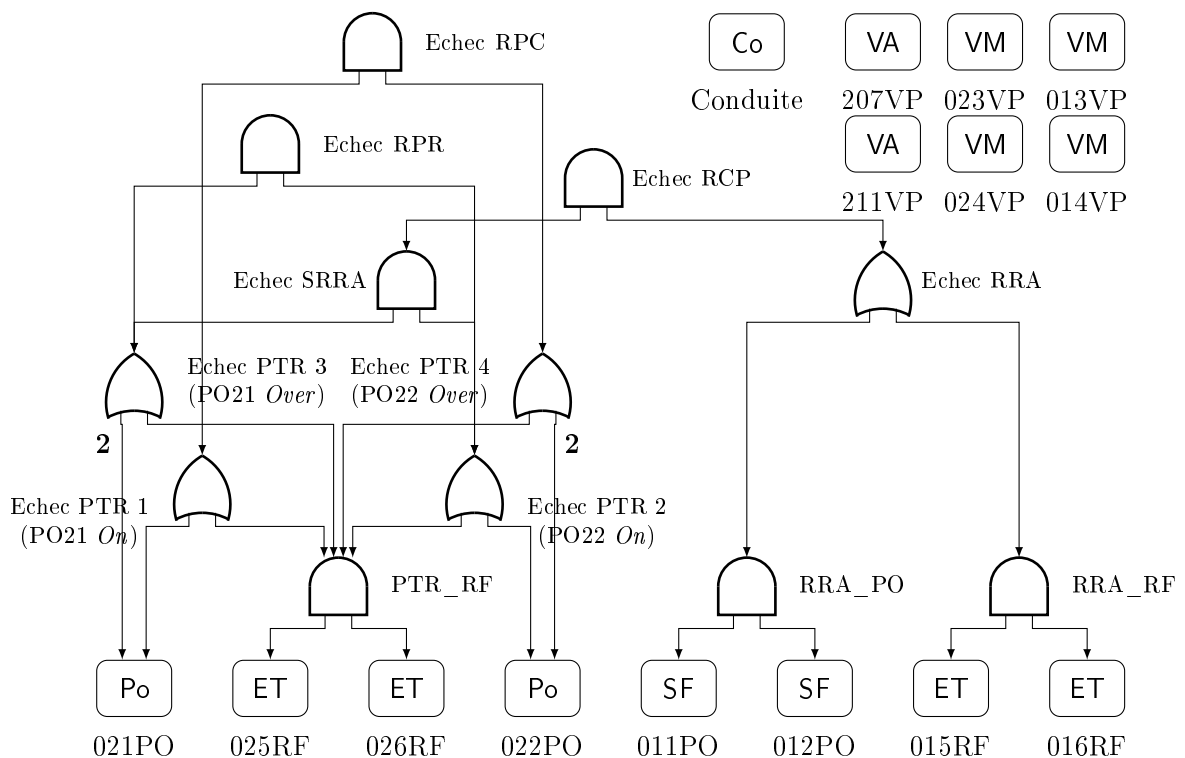 Echec RPC
Co VA VM VM
Conduite 207VP 023VP 013VP
Echec RPR
VA VM VM
Echec RCP
211VP 024VP 014VP
Echec SRRA
Echec RRA
Echec PTR 3
(PO21 Over)
Echec PTR 4
(PO22 Over)
2
2
Echec PTR 1
(PO21 On)
Echec PTR 2
(PO22 On)
PTR_RF
RRA_PO
RRA_RF
Po ET ET Po SF SF ET ET
021PO 025RF 026RF 022PO 011PO 012PO 015RF 016RF